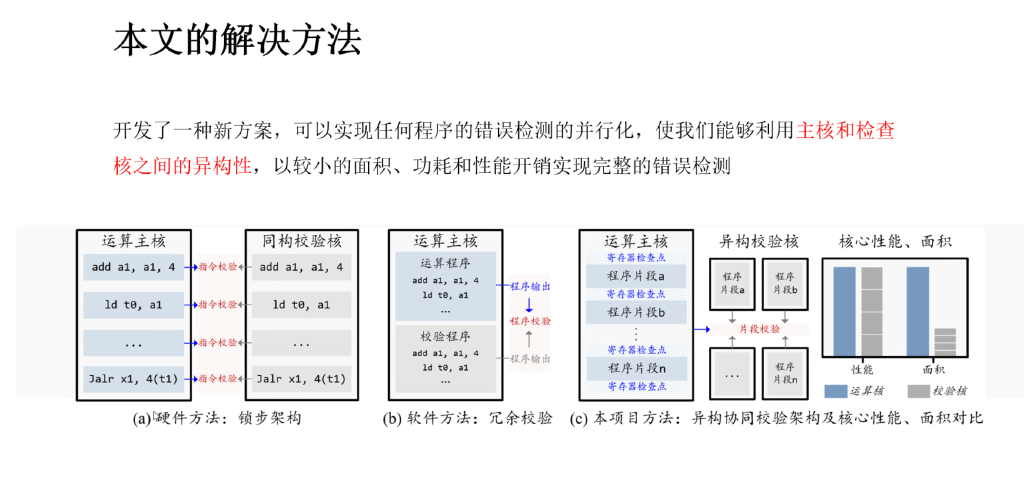 本文的解决方法
开发了一种新方案，可以实现任何程序的错误检测的并行化，使我们能够利用主核和检查
核之间的异构性，以较小的面积、功耗和性能开销实现完整的错误检测
运算主核
同构校验核
add a1, a1, 4
指令校验
add a1, a1, 4
ld t0, a1
指令校验
ld t0, a1
...
指令校验
...
Jalr x1, 4(t1)
指令校验
Jalr x1, 4(t1)
(a) 硬件方法：锁步架构
运算主核
运算程序
add a1, a1, 4
ld t0, a1
...
校验程序
add a1, a1, 4
ld t0, a1
...
程序输出
程序校验
程序输出
(b) 软件方法：冗余校验
运算主核
寄存器检查点
程序片段a
寄存器检查点
程序片段b
寄存器检查点
程序片段n
寄存器检查点
异构校验核
程序
片段a
程序
片段b
片段校验
...
程序
片段n
核心性能、面积
性能
面积
运算核
校验核
(c) 本项目方法：异构协同校验架构及核心性能、面积对比